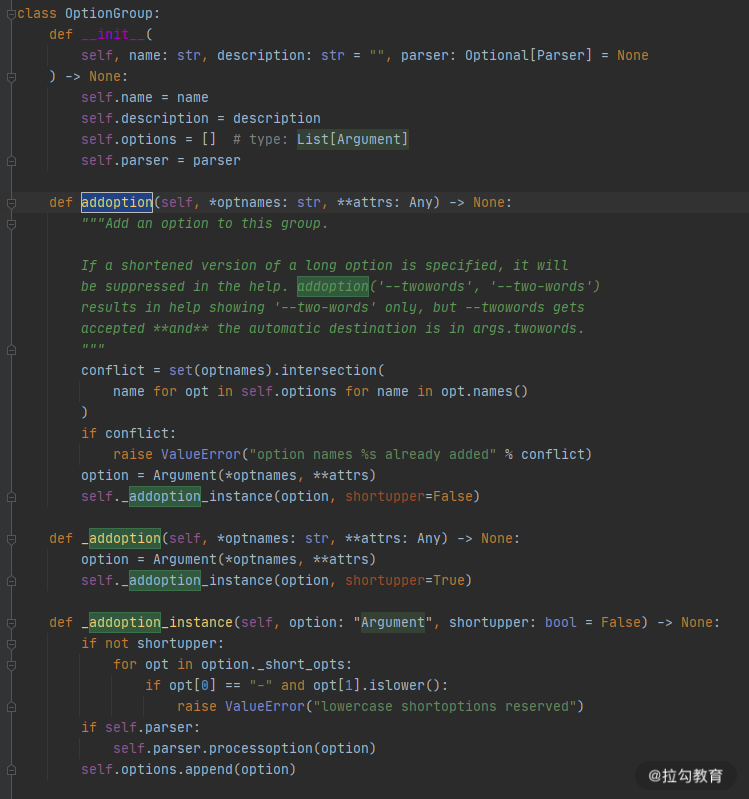 class OptionGroup:
    def __init__(
        self, name: str, description: str = "", parser: Optional[Parser] = None
    ) -> None:
        self.name = name
        self.description = description
        self.options = []  # type: List[Argument]
        self.parser = parser
    def addoption(self, *optnames: str, **attrs: Any) -> None:
        """Add an option to this group.
        If a shortened version of a long option is specified, it will
        be suppressed in the help. addoption('--twowords', '--two-words')
        results in help showing '--two-words' only, but --twowords gets
        accepted **and** the automatic destination is in args.twowords.
        """
        conflict = set(optnames).intersection(
            name for opt in self.options for name in opt.names()
        )
        if conflict:
            raise ValueError("option names %s already added" % conflict)
        option = Argument(*optnames, **attrs)
        self._addoption_instance(option, shortupper=False)
    def _addoption(self, *optnames: str, **attrs: Any) -> None:
        option = Argument(*optnames, **attrs)
        self._addoption_instance(option, shortupper=True)
    def _addoption_instance(self, option: "Argument", shortupper: bool = False) -> None:
        if not shortupper:
            for opt in option._short_opts:
                if opt[0] == "-" and opt[1].islower():
                    raise ValueError("lowercase shortoptions reserved")
        if self.parser:
            self.parser.processoption(option)
        self.options.append(option)
@拉勾教育